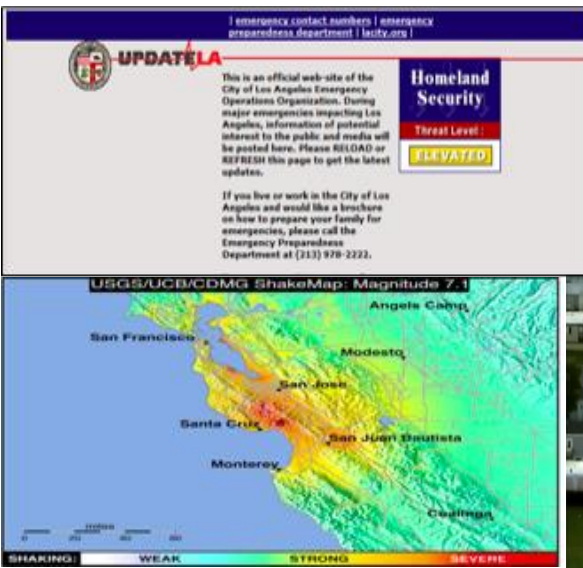 | emergency contact numbers | emergency
preparedness department | lacity.org |
UPDATELA
This is an official web-site of the
City of Los Angeles Emergency
Operations Organization. During
major emergencies impacting Los
Angeles, information of potential
interest to the public and media will
be posted here. Please RELOAD or
REFRESH this page to get the latest
updates.
If you live or work in the City of Los
Angeles and would like a brochure
on how to prepare your family for
emergencies, please call the
Emergency Preparedness
Department at (213) 978-2222.
Homeland
Security
Threat Level :
ELEVATED
USGS/UCB/CDMG ShakeMap: Magnitude 7.1
Angels Camp
San Francisco
Modesto
San Jose
Santa Cruz
San Juan Bautista
Monterey
Coalinga
miles
0 20 40 60
SHAKING: WEAK STRONG SEVERE